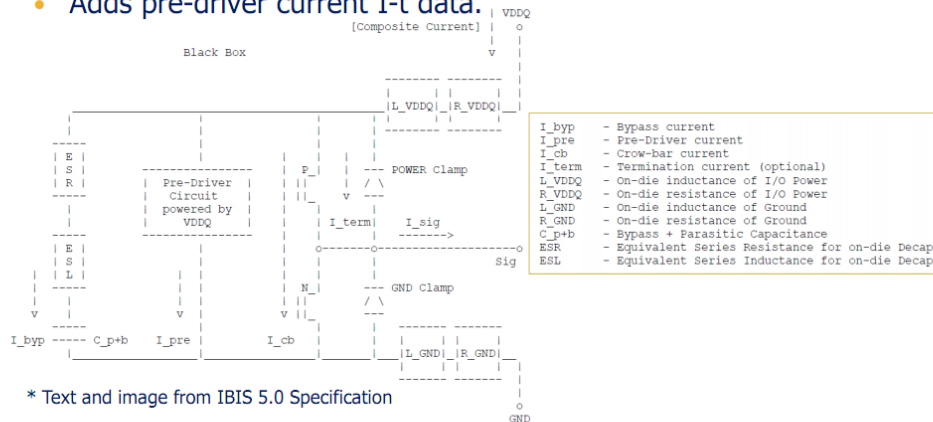 • Adds pre-driver current I-t data.
VDDQ
[Composite Current]
Black Box
L_VDDQ R_VDDQ
E
S
R
Pre-Driver
Circuit
powered by
VDDQ
P_
POWER Clamp
I_term
I_sig
Sig
E
S
L
N_
GND Clamp
I_byp C_p+b I_pre I_cb
L_GND R_GND
GND
I_byp - Bypass current
I_pre - Pre-Driver current
I_cb - Crow-bar current
I_term - Termination current (optional)
L_VDDQ - On-die inductance of I/O Power
R_VDDQ - On-die resistance of I/O Power
L_GND - On-die inductance of Ground
R_GND - On-die resistance of Ground
C_p+b - Bypass + Parasitic Capacitance
ESR - Equivalent Series Resistance for on-die Decap
ESL - Equivalent Series Inductance for on-die Decap
* Text and image from IBIS 5.0 Specification